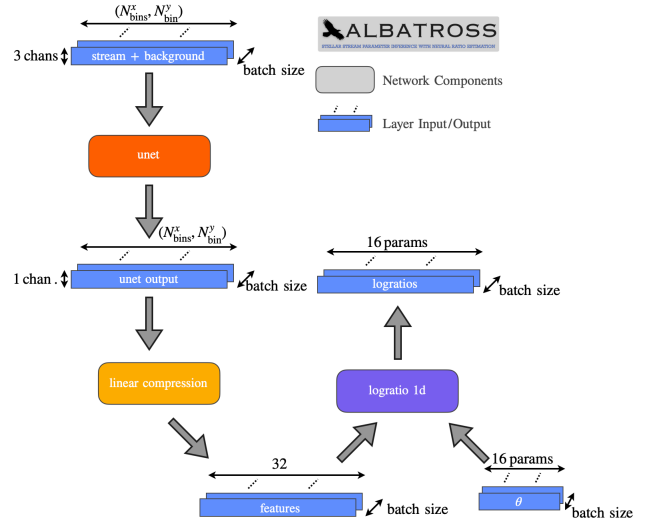 (N^x_bins, N^y_bin)
ALBATROSS
STELLAR STREAM PARAMETER INFERENCE WITH NEURAL RATIO ESTIMATION
3 chans
stream + background
batch size
Network Components
Layer Input/Output
unet
(N^x_bins, N^y_bin)
16 params
1 chan .
unet output
batch size
logratios
batch size
linear compression
logratio 1d
32
16 params
features
batch size
θ
batch size